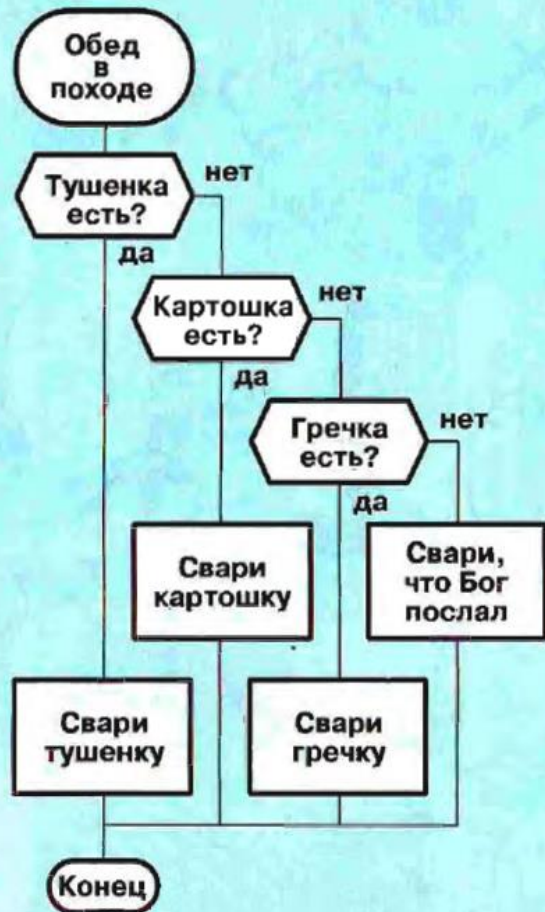 Обед
в
походе
Тушенка
есть?
нет
да
Картошка
есть?
нет
да
Гречка
есть?
нет
да
Свари
картошку
Свари,
что Бог
послал
Свари
тушенку
Свари
гречку
Конец